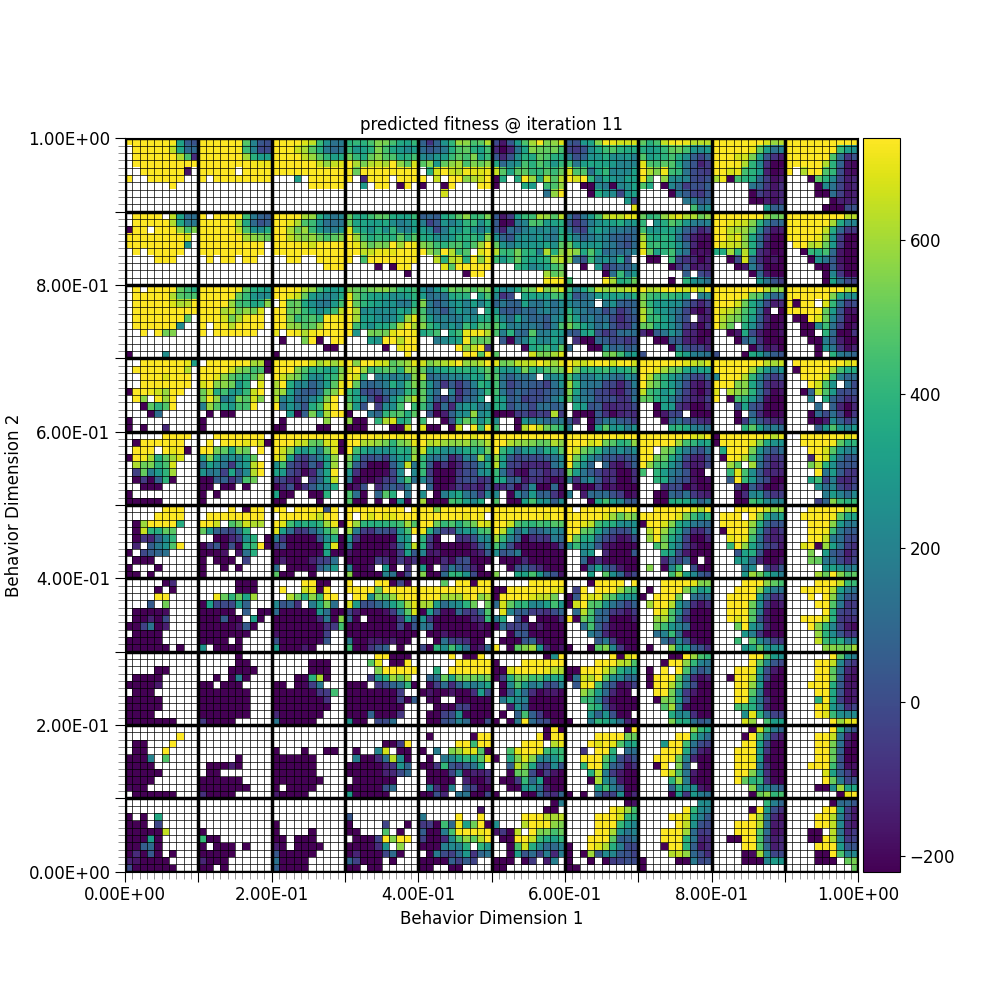 predicted fitness @ iteration 11
1.00E+00
8.00E-01
6.00E-01
4.00E-01
2.00E-01
0.00E+00
Behavior Dimension 2
0.00E+00 2.00E-01 4.00E-01 6.00E-01 8.00E-01 1.00E+00
Behavior Dimension 1
600
400
200
0
−200